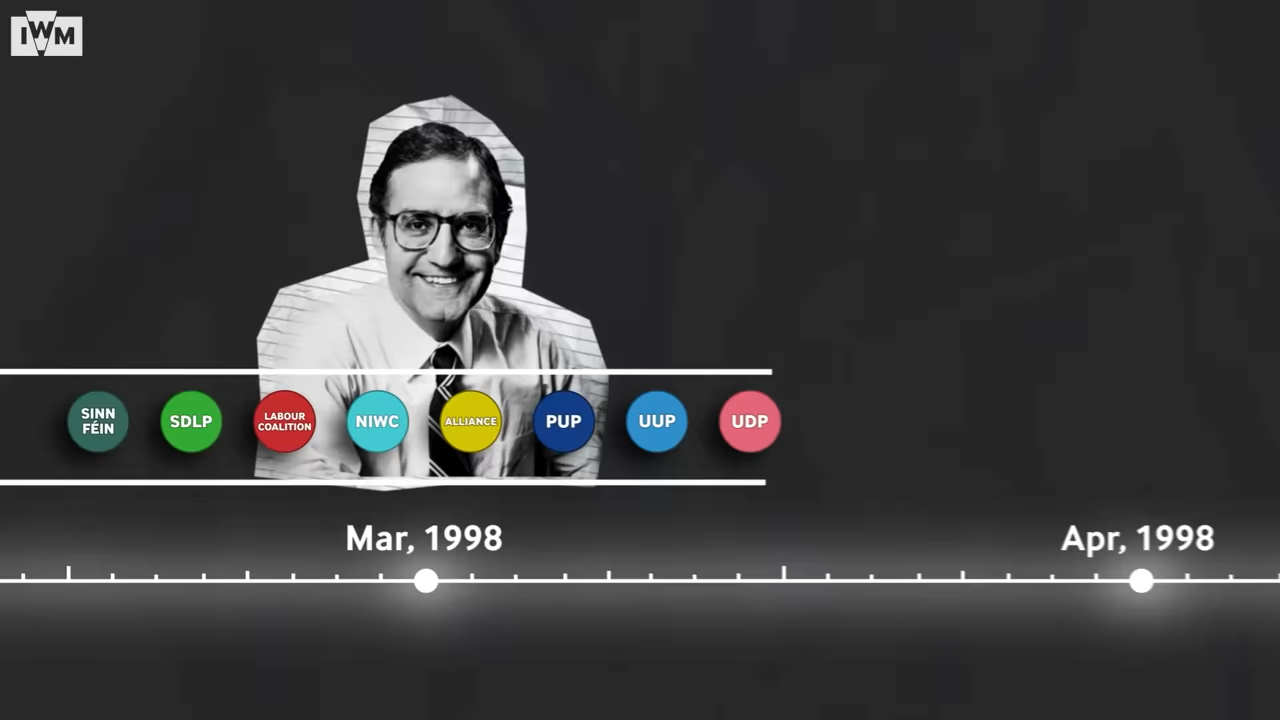 IWM
SINN
FÉIN
SDLP
LABOUR
COALITION
NIWC
ALLIANCE
PUP
UUP
UDP
Mar, 1998
Apr, 1998